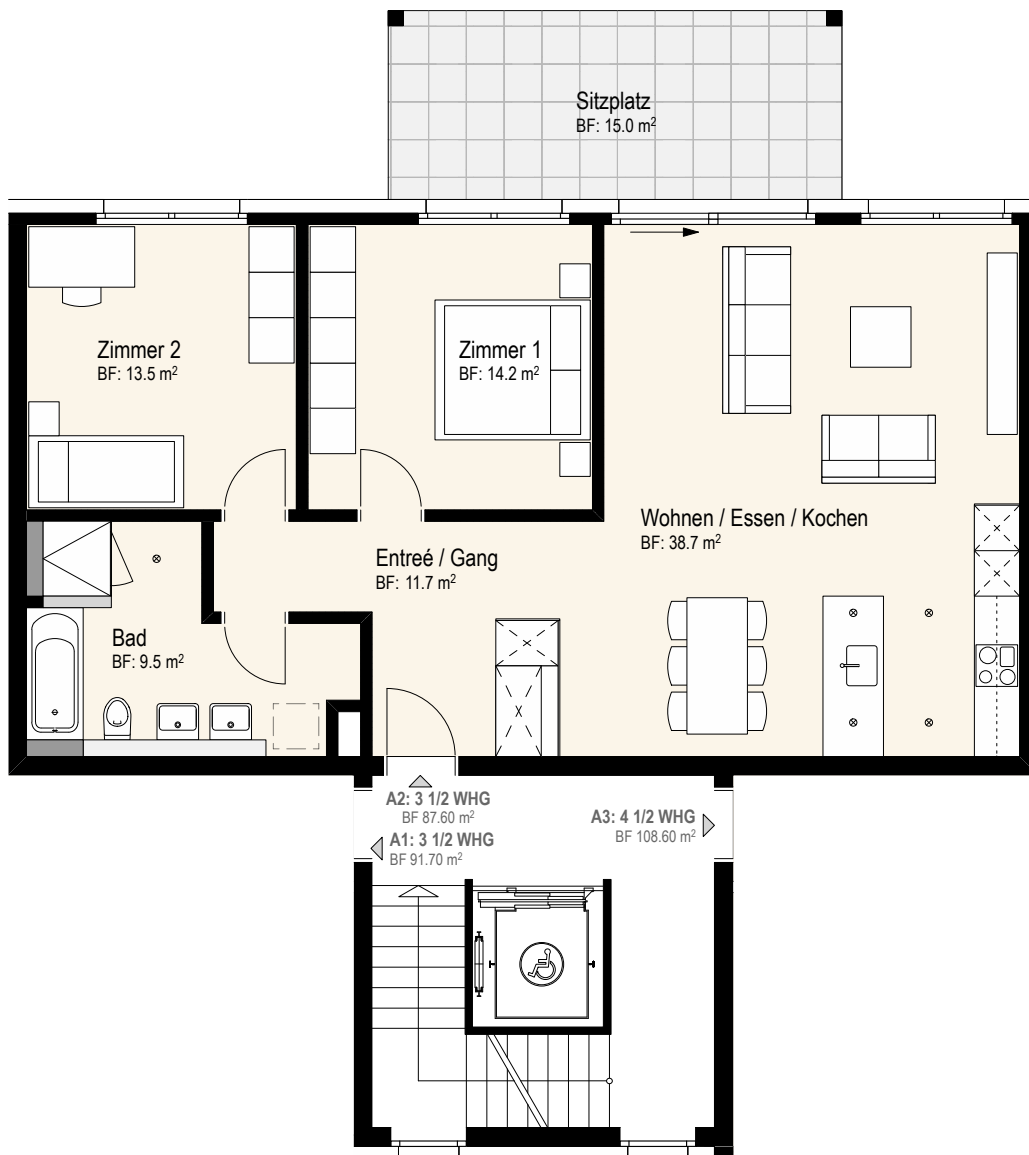 Sitzplatz
BF: 15.0 m²
Zimmer 2
BF: 13.5 m²
Zimmer 1
BF: 14.2 m²
Wohnen / Essen / Kochen
BF: 38.7 m²
Entreé / Gang
BF: 11.7 m²
Bad
BF: 9.5 m²
A2: 3 1/2 WHG
BF 87.60 m²
A1: 3 1/2 WHG
BF 91.70 m²
A3: 4 1/2 WHG
BF 108.60 m²